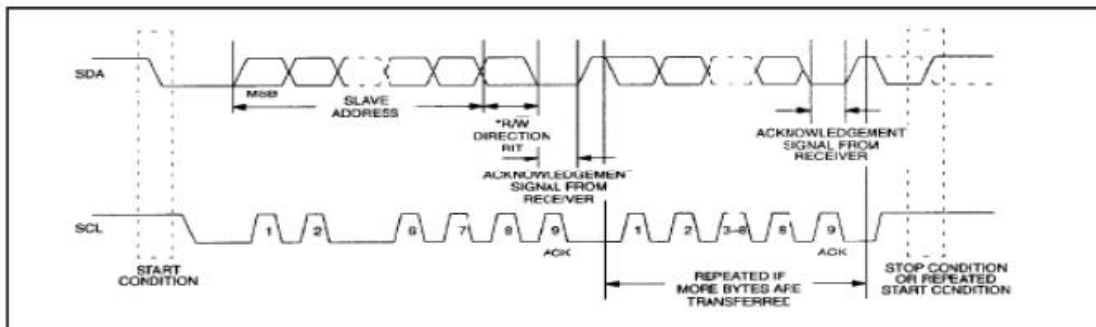 SDA
MSB
SLAVE
ADDRESS
*R/W
DIRECTION
BIT
ACKNOWLEDGEMENT
SIGNAL FROM
RECEIVER
ACKNOWLEDGEMENT
SIGNAL FROM
RECEIVER
SCL
1 2 6 7 8 9 1 2 3–8 8 9
ACK
ACK
START
CONDITION
REPEATED IF
MORE BYTES ARE
TRANSFERRED
STOP CONDITION
OR REPEATED
START CONDITION